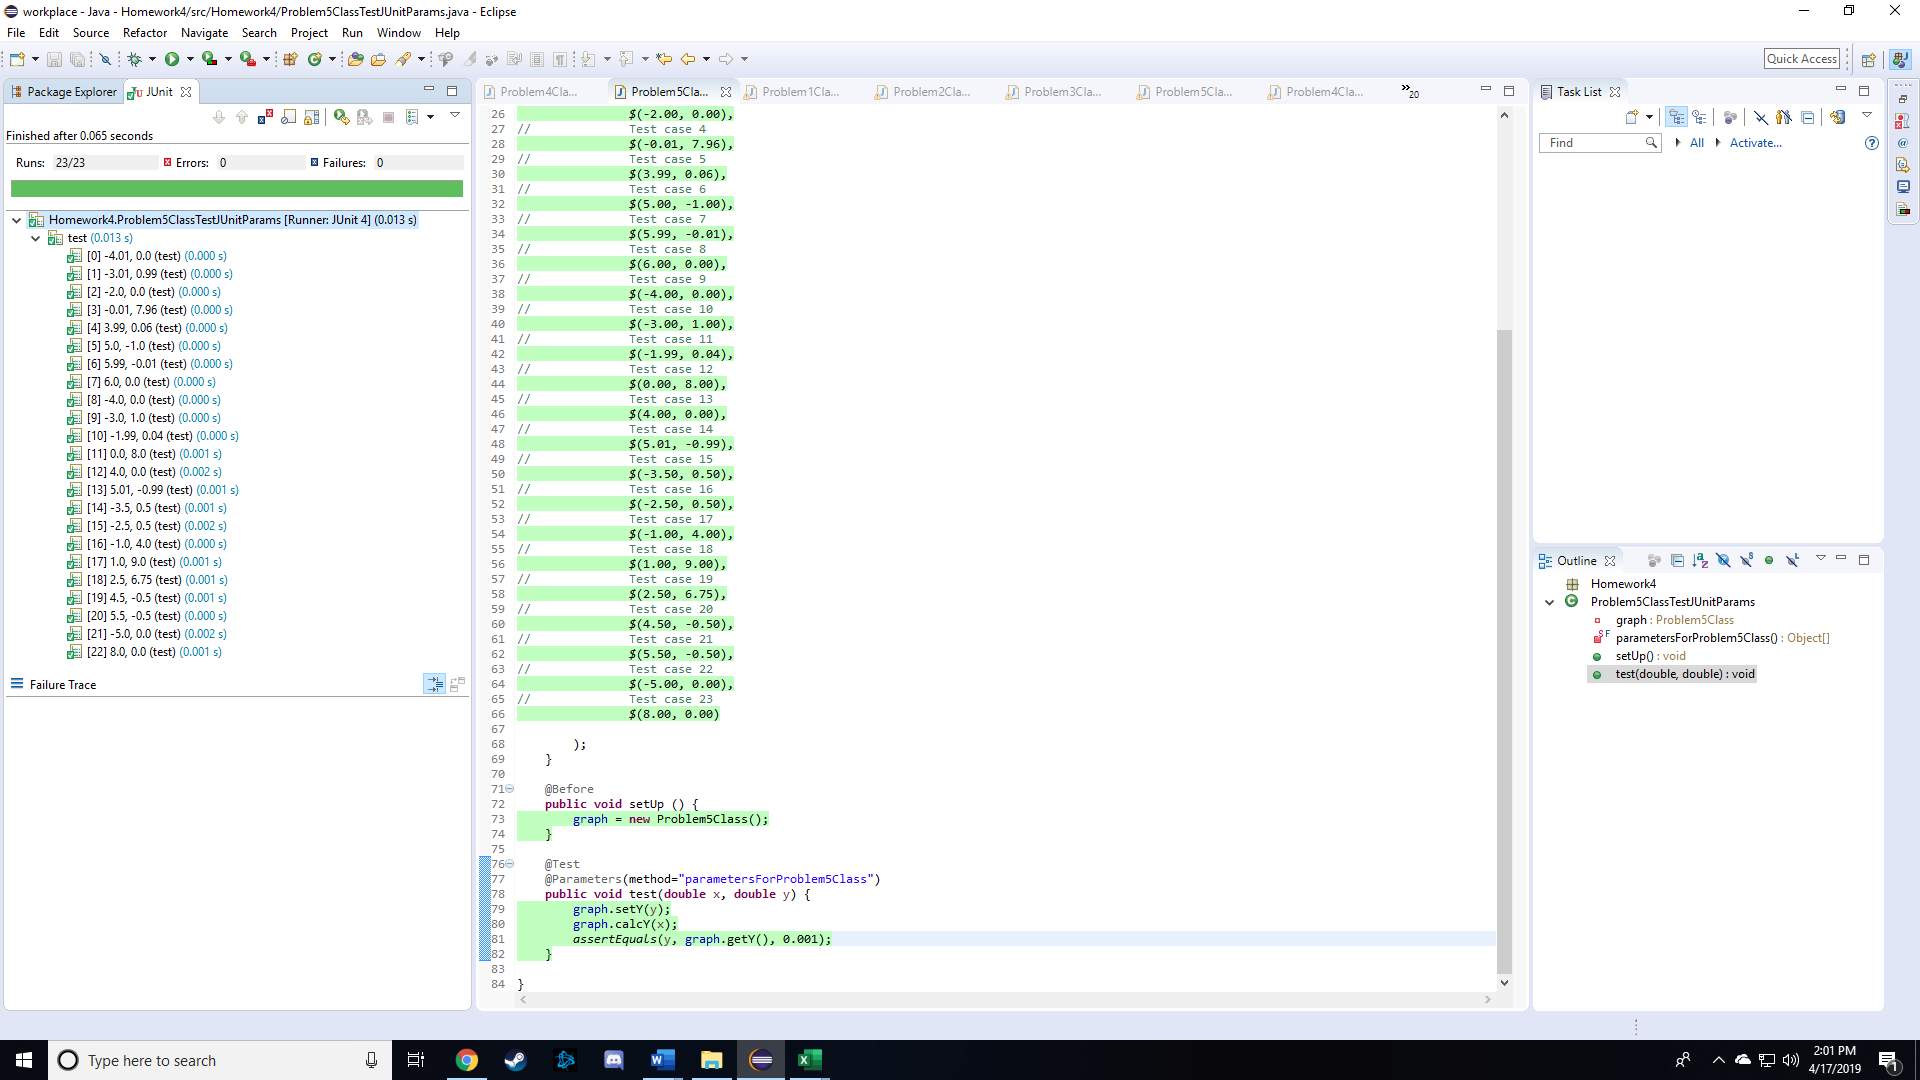 workplace - Java - Homework4/src/Homework4/Problem5ClassTestJUnitParams.java - Eclipse
File Edit Source Refactor Navigate Search Project Run Window Help
Quick Access
Package Explorer JUnit
Finished after 0.065 seconds
Runs: 23/23 Errors: 0 Failures: 0
Homework4.Problem5ClassTestJUnitParams [Runner: JUnit 4] (0.013 s)
test (0.013 s)
[0] -4.01, 0.0 (test) (0.000 s)
[1] -3.01, 0.99 (test) (0.000 s)
[2] -2.0, 0.0 (test) (0.000 s)
[3] -0.01, 7.96 (test) (0.000 s)
[4] 3.99, 0.06 (test) (0.000 s)
[5] 5.0, -1.0 (test) (0.000 s)
[6] 5.99, -0.01 (test) (0.000 s)
[7] 6.0, 0.0 (test) (0.000 s)
[8] -4.0, 0.0 (test) (0.000 s)
[9] -3.0, 1.0 (test) (0.000 s)
[10] -1.99, 0.04 (test) (0.000 s)
[11] 0.0, 8.0 (test) (0.001 s)
[12] 4.0, 0.0 (test) (0.002 s)
[13] 5.01, -0.99 (test) (0.001 s)
[14] -3.5, 0.5 (test) (0.001 s)
[15] -2.5, 0.5 (test) (0.002 s)
[16] -1.0, 4.0 (test) (0.000 s)
[17] 1.0, 9.0 (test) (0.001 s)
[18] 2.5, 6.75 (test) (0.001 s)
[19] 4.5, -0.5 (test) (0.001 s)
[20] 5.5, -0.5 (test) (0.000 s)
[21] -5.0, 0.0 (test) (0.002 s)
[22] 8.0, 0.0 (test) (0.001 s)
Failure Trace
Problem4Cla... Problem5Cla... Problem1Cla... Problem2Cla... Problem3Cla... Problem5Cla... Problem4Cla... »20
26 $(-2.00, 0.00),
27 // Test case 4
28 $(-0.01, 7.96),
29 // Test case 5
30 $(3.99, 0.06),
31 // Test case 6
32 $(5.00, -1.00),
33 // Test case 7
34 $(5.99, -0.01),
35 // Test case 8
36 $(6.00, 0.00),
37 // Test case 9
38 $(-4.00, 0.00),
39 // Test case 10
40 $(-3.00, 1.00),
41 // Test case 11
42 $(-1.99, 0.04),
43 // Test case 12
44 $(0.00, 8.00),
45 // Test case 13
46 $(4.00, 0.00),
47 // Test case 14
48 $(5.01, -0.99),
49 // Test case 15
50 $(-3.50, 0.50),
51 // Test case 16
52 $(-2.50, 0.50),
53 // Test case 17
54 $(-1.00, 4.00),
55 // Test case 18
56 $(1.00, 9.00),
57 // Test case 19
58 $(2.50, 6.75),
59 // Test case 20
60 $(4.50, -0.50),
61 // Test case 21
62 $(5.50, -0.50),
63 // Test case 22
64 $(-5.00, 0.00),
65 // Test case 23
66 $(8.00, 0.00)
67
68 );
69 }
70
71 @Before
72 public void setUp () {
73 graph = new Problem5Class();
74 }
75
76 @Test
77 @Parameters(method="parametersForProblem5Class")
78 public void test(double x, double y) {
79 graph.setY(y);
80 graph.calcY(x);
81 assertEquals(y, graph.getY(), 0.001);
82 }
83
84 }
Task List
Find All Activate...
Outline
Homework4
Problem5ClassTestJUnitParams
graph : Problem5Class
parametersForProblem5Class() : Object[]
setUp() : void
test(double, double) : void
Type here to search
2:01 PM
4/17/2019
1